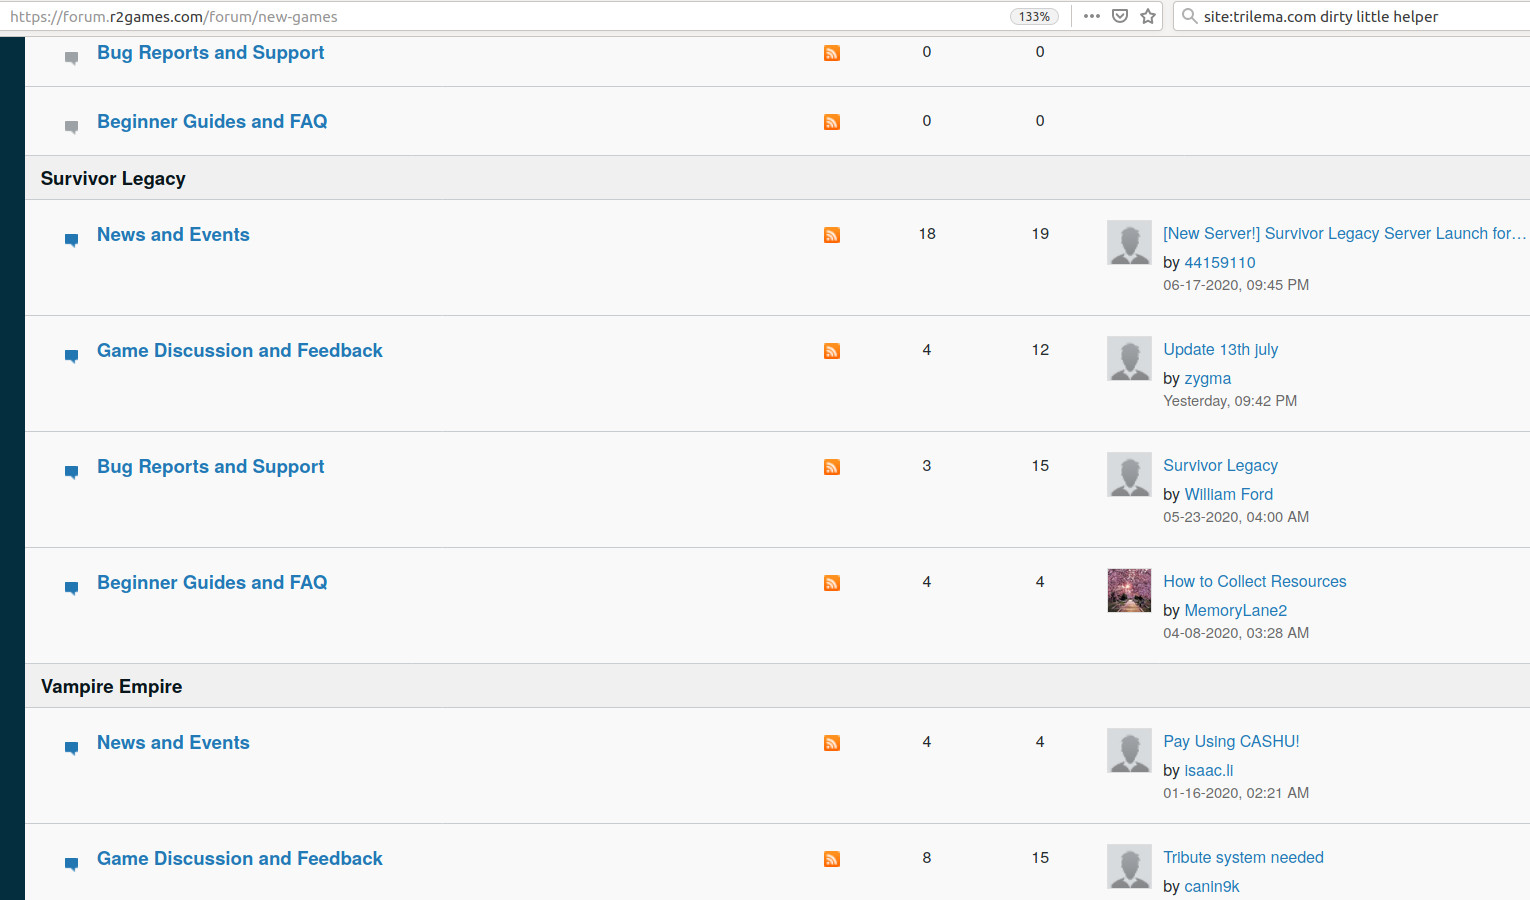 https://forum.r2games.com/forum/new-games 133% site:trilema.com dirty little helper
Bug Reports and Support 0 0
Beginner Guides and FAQ 0 0
Survivor Legacy
News and Events 18 19 [New Server!] Survivor Legacy Server Launch for...
by 44159110
06-17-2020, 09:45 PM
Game Discussion and Feedback 4 12 Update 13th july
by zygma
Yesterday, 09:42 PM
Bug Reports and Support 3 15 Survivor Legacy
by William Ford
05-23-2020, 04:00 AM
Beginner Guides and FAQ 4 4 How to Collect Resources
by MemoryLane2
04-08-2020, 03:28 AM
Vampire Empire
News and Events 4 4 Pay Using CASHU!
by isaac.li
01-16-2020, 02:21 AM
Game Discussion and Feedback 8 15 Tribute system needed
by canin9k